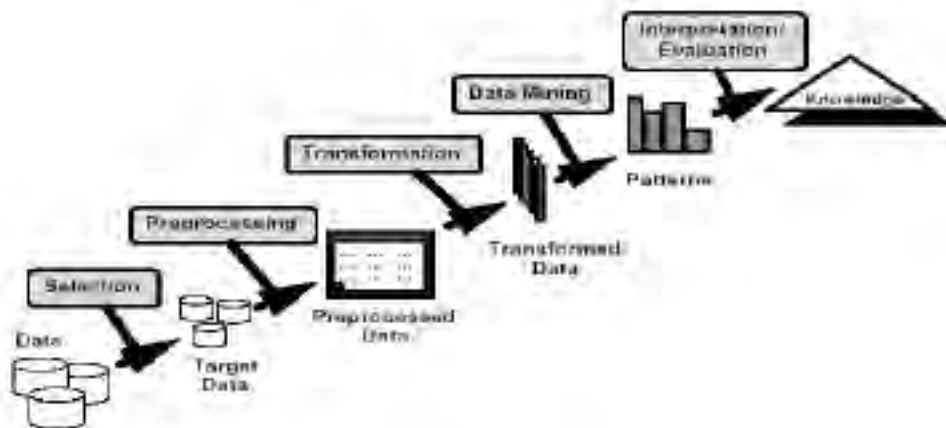 Interpretation/
Evaluation
Data Mining
Knowledge
Transformation
Patterns
Preprocessing
Transformed
Data
Selection
Preprocessed
Data
Data
Target
Data